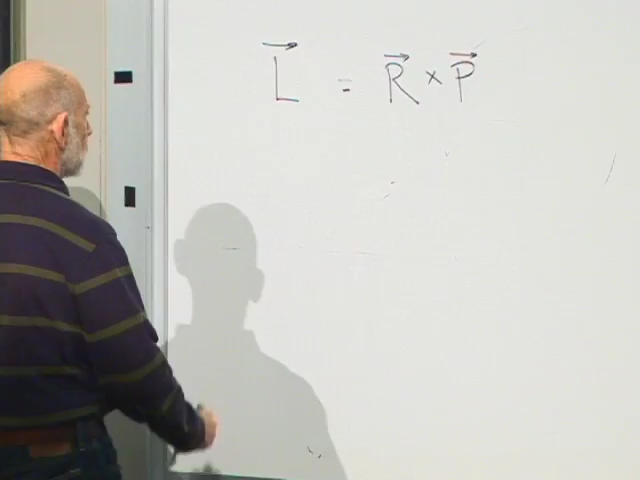 L⃗ = R⃗ × P⃗